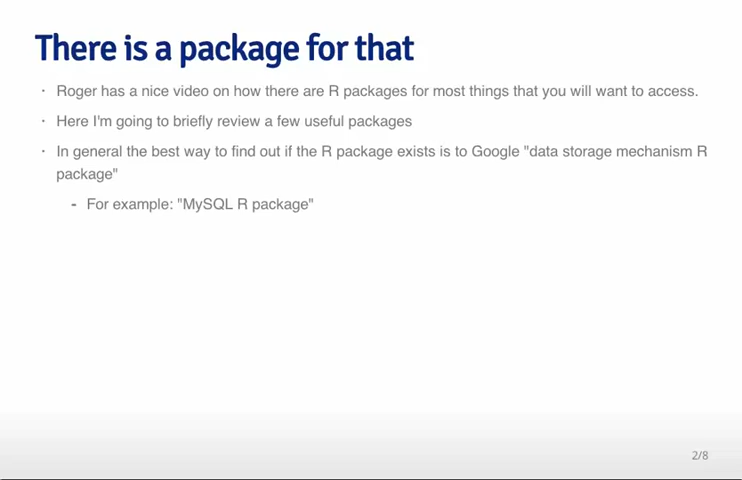 There is a package for that
· Roger has a nice video on how there are R packages for most things that you will want to access.
· Here I'm going to briefly review a few useful packages
· In general the best way to find out if the R package exists is to Google "data storage mechanism R
package"
- For example: "MySQL R package"
2/8